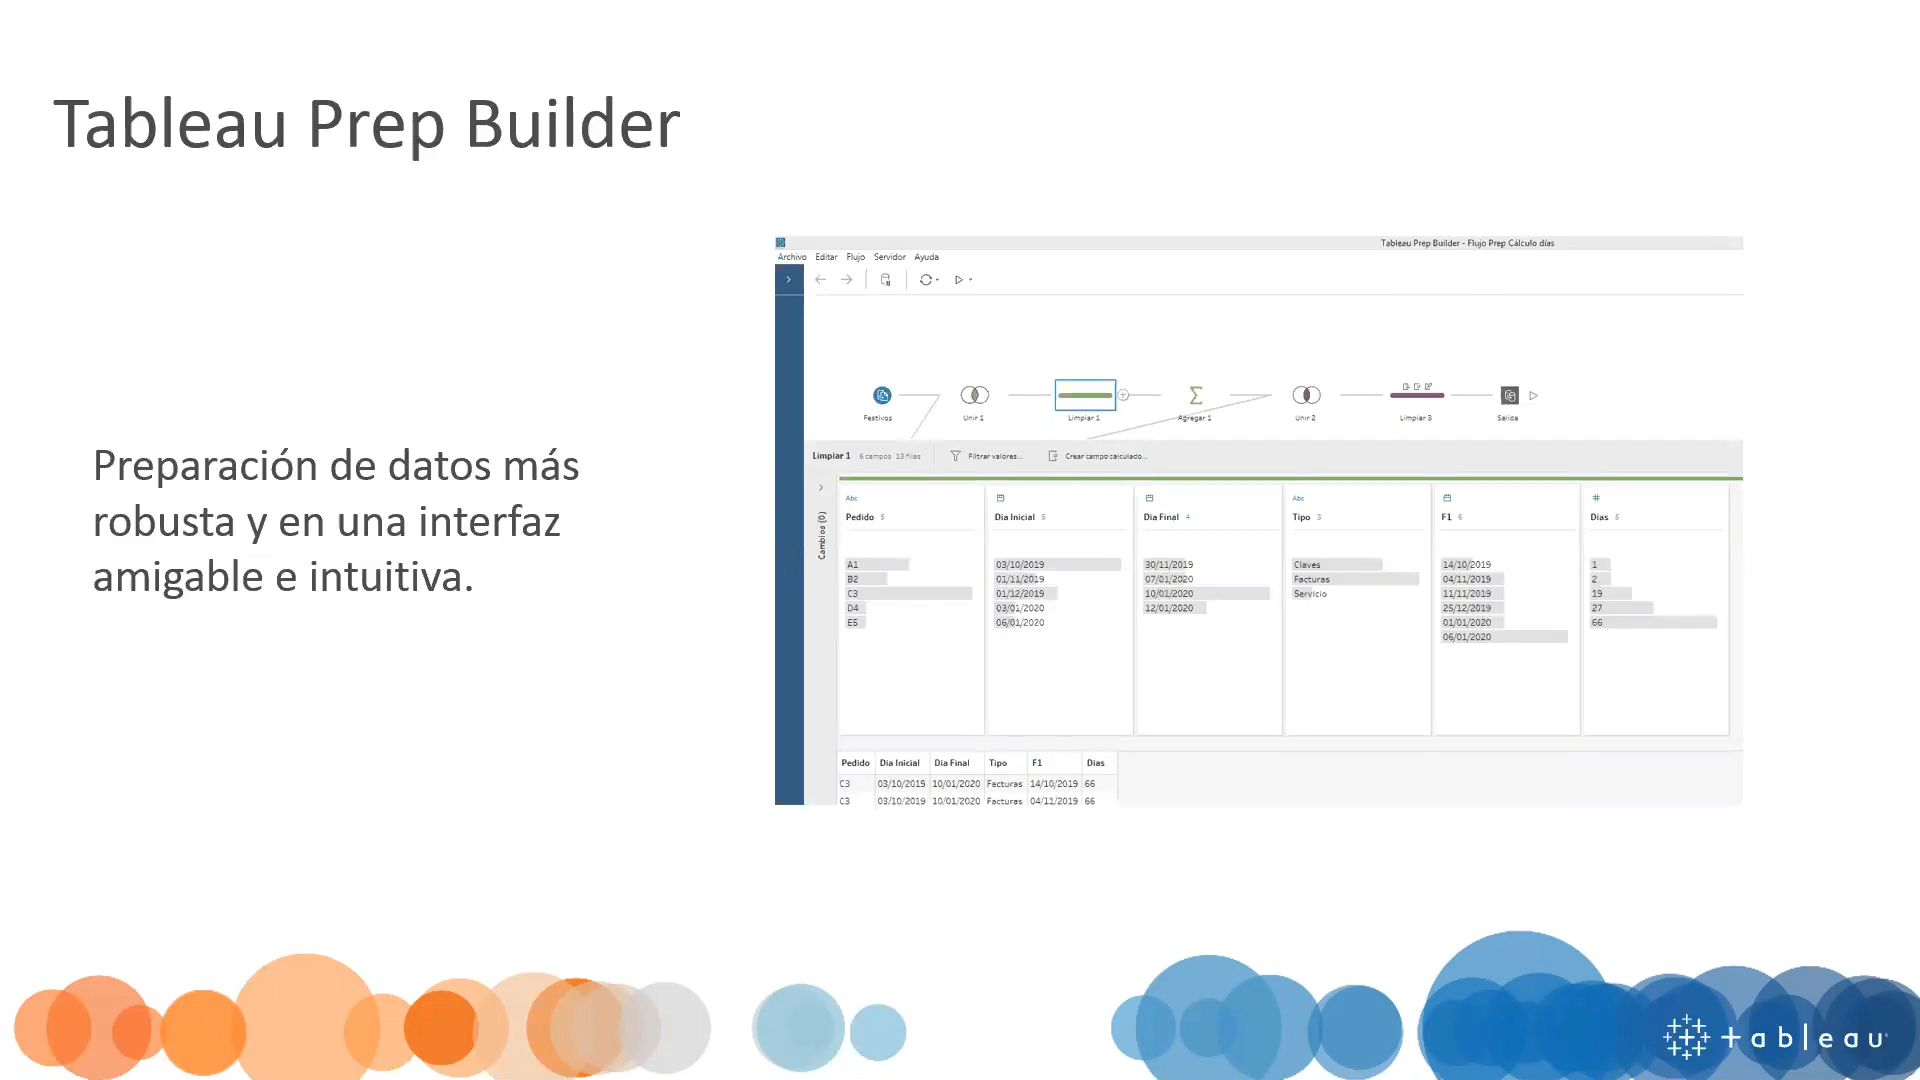 Tableau Prep Builder
Preparación de datos más
robusta y en una interfaz
amigable e intuitiva.
Tableau Prep Builder - Flujo Prep Cálculo días
Archivo Editar Flujo Servidor Ayuda
Festivos Unir 1 Limpiar 1 Agregar 1 Unir 2 Limpiar 3 Salida
Limpiar 1 6 campos 13 filas Filtrar valores... Crear campo calculado...
Cambios (0)
Abc Abc #
Pedido 5 Dia Inicial 5 Dia Final 4 Tipo 3 F1 6 Dias 5
A1 03/10/2019 30/11/2019 Claves 14/10/2019 1
B2 01/11/2019 07/01/2020 Facturas 04/11/2019 2
C3 01/12/2019 10/01/2020 Servicio 11/11/2019 19
D4 03/01/2020 12/01/2020 25/12/2019 27
E5 06/01/2020 01/01/2020 66
06/01/2020
Pedido Dia Inicial Dia Final Tipo F1 Dias
C3 03/10/2019 10/01/2020 Facturas 14/10/2019 66
C3 03/10/2019 10/01/2020 Facturas 04/11/2019 66
+ableau